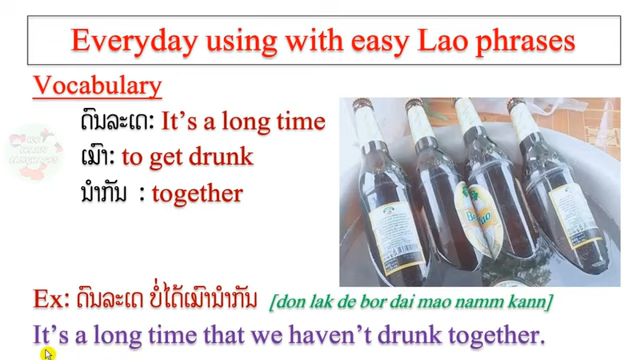 Everyday using with easy Lao phrases
Vocabulary
ດົນລະເດ: It's a long time
ເມົາ: to get drunk
ນຳກັນ : together
Ex: ດົນລະເດ ບໍ່ໄດ້ເມົານຳກັນ [don lak de bor dai mao namm kann]
It's a long time that we haven't drunk together.